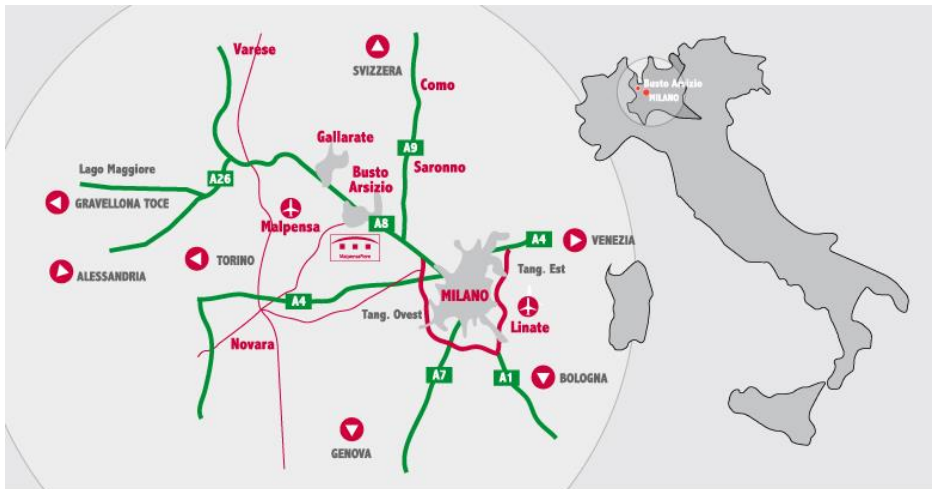 Varese
SVIZZERA
Como
Gallarate
A9
Saronno
Lago Maggiore
A26
Busto
Arsizio
GRAVELLONA TOCE
Malpensa
A8
MalpensaFiere
A4
VENEZIA
ALESSANDRIA
TORINO
Tang. Est
A4
MILANO
Tang. Ovest
Linate
Novara
A7
A1
BOLOGNA
GENOVA
Busto Arsizio
MILANO